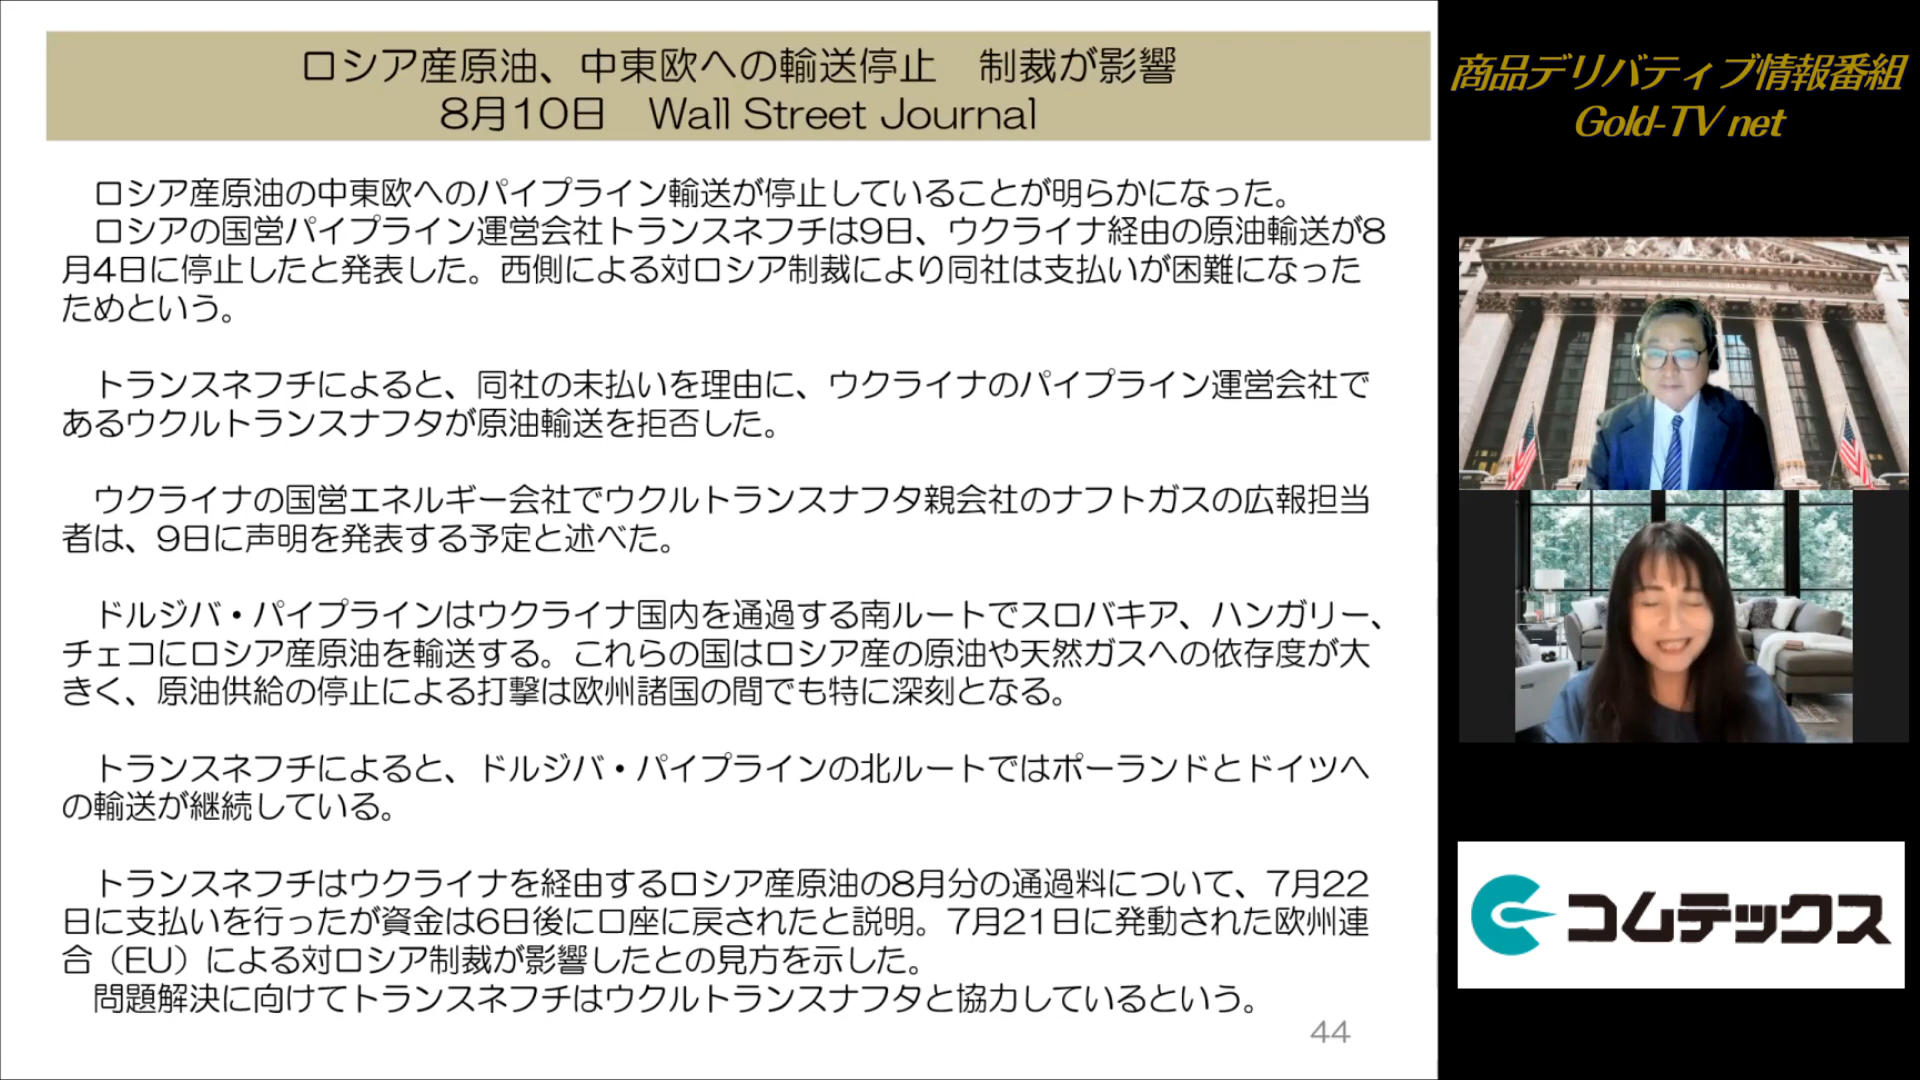 ロシア産原油、中東欧への輸送停止　制裁が影響
8月10日　Wall Street Journal
ロシア産原油の中東欧へのパイプライン輸送が停止していることが明らかになった。
ロシアの国営パイプライン運営会社トランスネフチは9日、ウクライナ経由の原油輸送が8
月4日に停止したと発表した。西側による対ロシア制裁により同社は支払いが困難になった
ためという。
トランスネフチによると、同社の未払いを理由に、ウクライナのパイプライン運営会社で
あるウクルトランスナフタが原油輸送を拒否した。
ウクライナの国営エネルギー会社でウクルトランスナフタ親会社のナフトガスの広報担当
者は、9日に声明を発表する予定と述べた。
ドルジバ・パイプラインはウクライナ国内を通過する南ルートでスロバキア、ハンガリー、
チェコにロシア産原油を輸送する。これらの国はロシア産の原油や天然ガスへの依存度が大
きく、原油供給の停止による打撃は欧州諸国の間でも特に深刻となる。
トランスネフチによると、ドルジバ・パイプラインの北ルートではポーランドとドイツへ
の輸送が継続している。
トランスネフチはウクライナを経由するロシア産原油の8月分の通過料について、7月22
日に支払いを行ったが資金は6日後に口座に戻されたと説明。7月21日に発動された欧州連
合（EU）による対ロシア制裁が影響したとの見方を示した。
問題解決に向けてトランスネフチはウクルトランスナフタと協力しているという。
44
商品デリバティブ情報番組
Gold-TV net
コムテックス